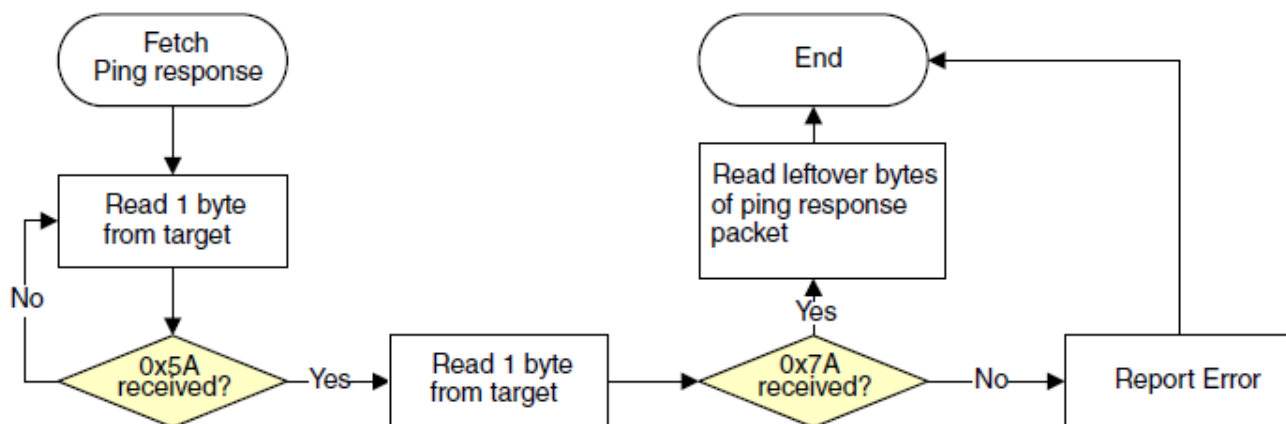 Fetch
Ping response
Read 1 byte
from target
No
0x5A
received?
Yes
Read 1 byte
from target
0x7A
received?
Yes
Read leftover bytes
of ping response
packet
End
No
Report Error